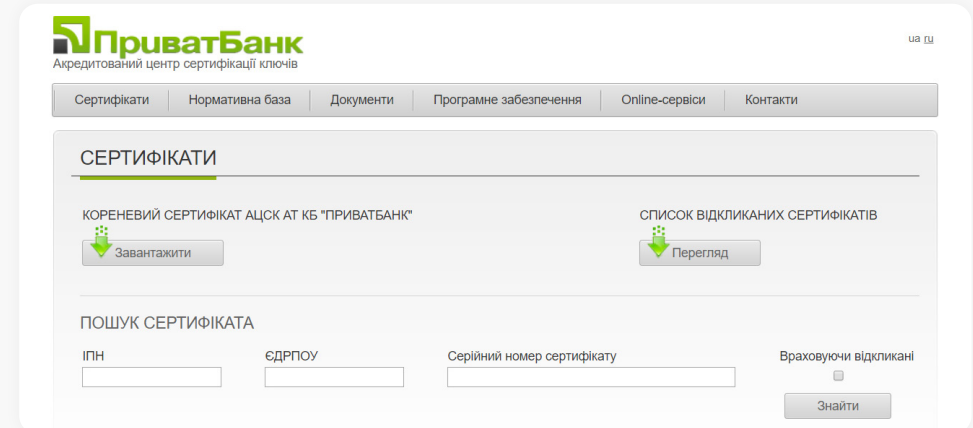 ПриватБанк
ua ru
Акредитований центр сертифікації ключів
Сертифікати Нормативна база Документи Програмне забезпечення Online-сервіси Контакти
СЕРТИФІКАТИ
КОРЕНЕВИЙ СЕРТИФІКАТ АЦСК АТ КБ "ПРИВАТБАНК" СПИСОК ВІДКЛИКАНИХ СЕРТИФІКАТІВ
Завантажити Перегляд
ПОШУК СЕРТИФІКАТА
ІПН ЄДРПОУ Серійний номер сертифікату Враховуючи відкликані
Знайти